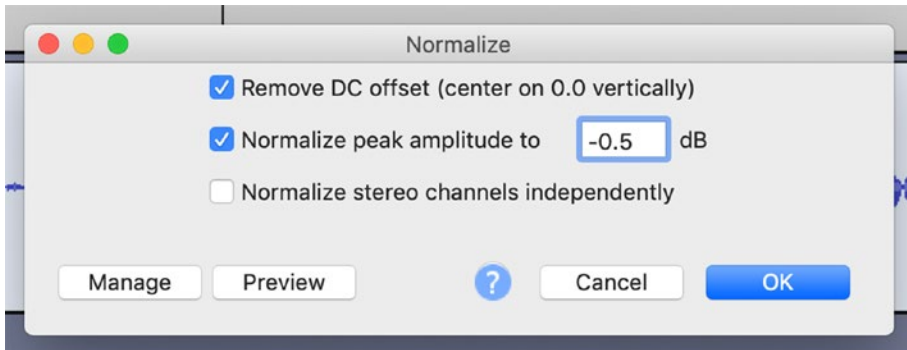 Normalize
Remove DC offset (center on 0.0 vertically)
Normalize peak amplitude to -0.5 dB
Normalize stereo channels independently
Manage Preview ? Cancel OK